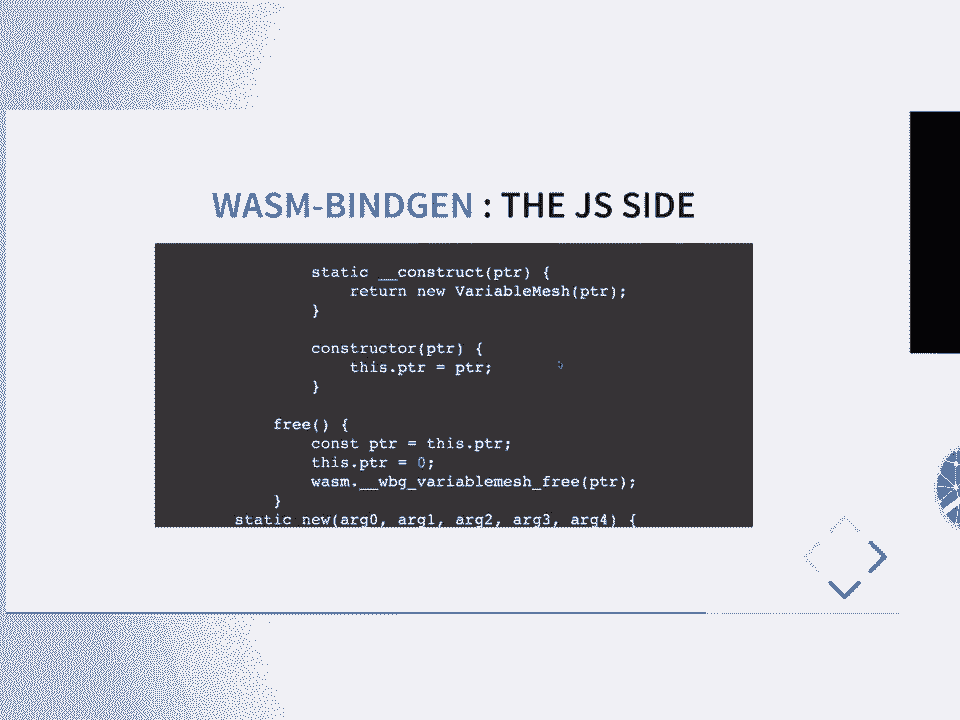 WASM-BINDGEN : THE JS SIDE
static __construct(ptr) {
return new VariableMesh(ptr);
}
constructor(ptr) {
this.ptr = ptr;
}
free() {
const ptr = this.ptr;
this.ptr = 0;
wasm.__wbg_variablemesh_free(ptr);
}
static new(arg0, arg1, arg2, arg3, arg4) {